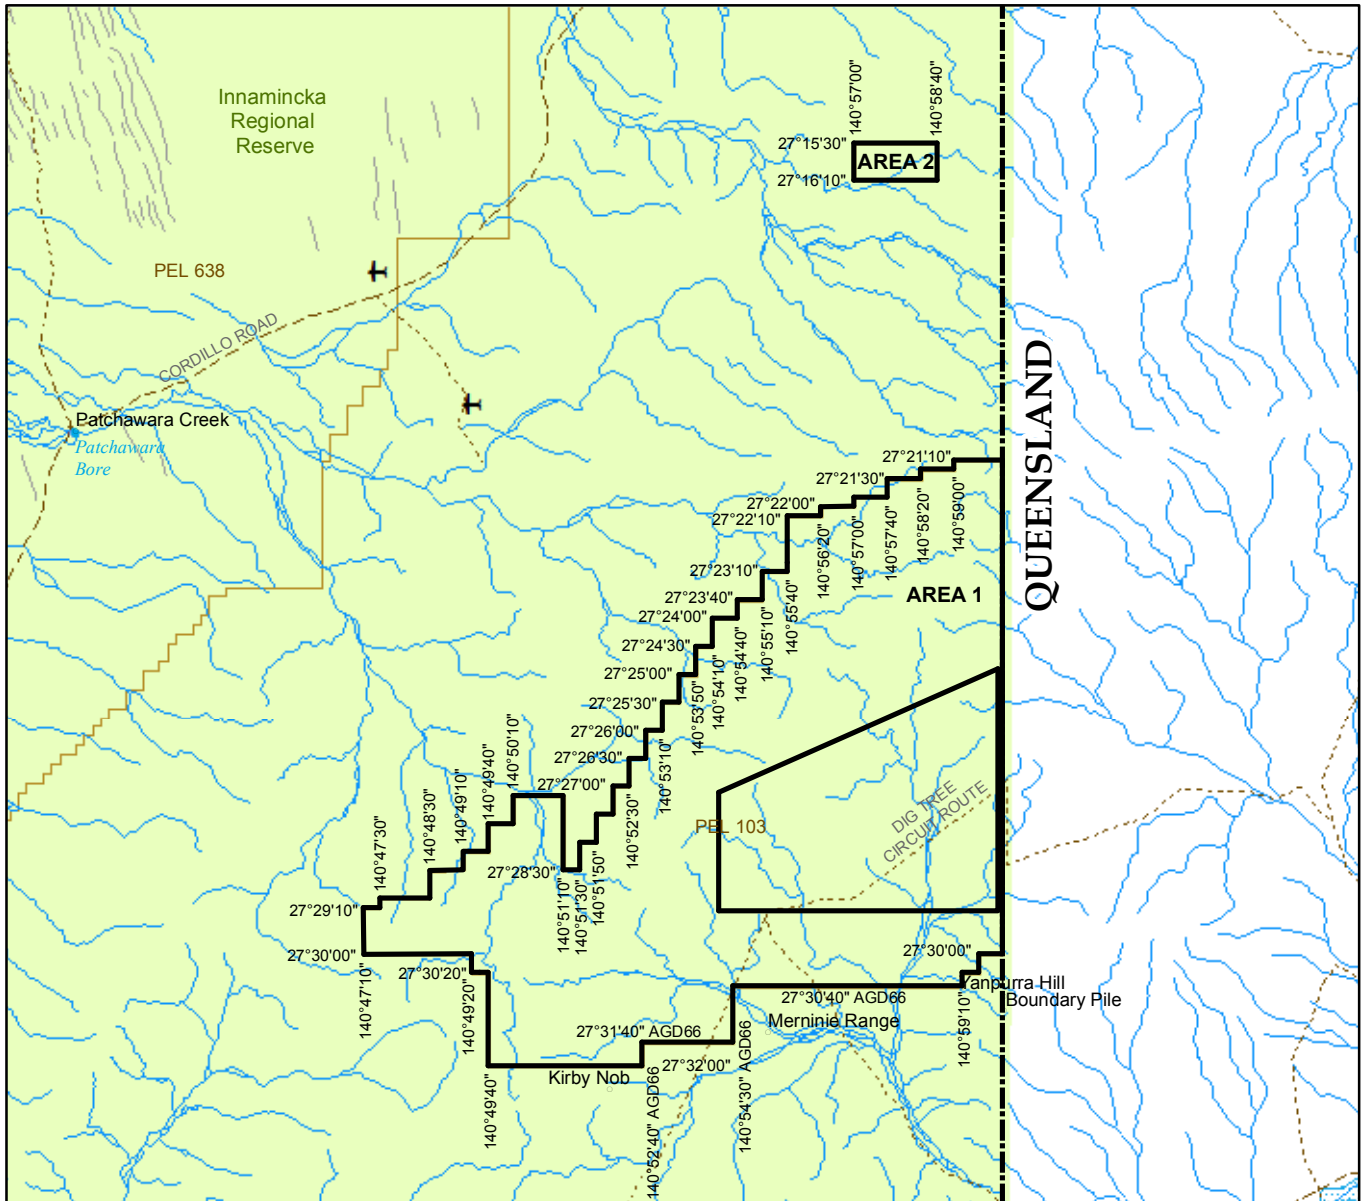 Innamincka
Regional
Reserve
140°57'00"
140°58'40"
27°15'30"
AREA 2
27°16'10"
PEL 638
CORDILLO ROAD
Patchawara Creek
Patchawara
Bore
QUEENSLAND
27°21'10"
27°21'30"
27°22'00"
27°22'10"
140°59'00"
140°58'20"
140°57'40"
140°57'00"
140°56'20"
27°23'10"
27°23'40"
27°24'00"
27°24'30"
27°25'00"
27°25'30"
27°26'00"
27°26'30"
27°27'00"
AREA 1
140°55'40"
140°55'10"
140°54'40"
140°54'10"
140°53'50"
140°53'10"
140°52'30"
140°51'50"
140°51'30"
140°51'10"
140°50'10"
140°49'40"
140°49'10"
140°48'30"
140°47'30"
PEL 103
DIG TREE
CIRCUIT ROUTE
27°28'30"
27°29'10"
27°30'00"
27°30'20"
27°30'00"
140°47'10"
140°49'20"
140°49'40"
Yanpurra Hill
Boundary Pile
27°30'40" AGD66
Merninie Range
27°31'40" AGD66
27°32'00"
Kirby Nob
140°52'40" AGD66
140°54'30" AGD66
140°59'10"